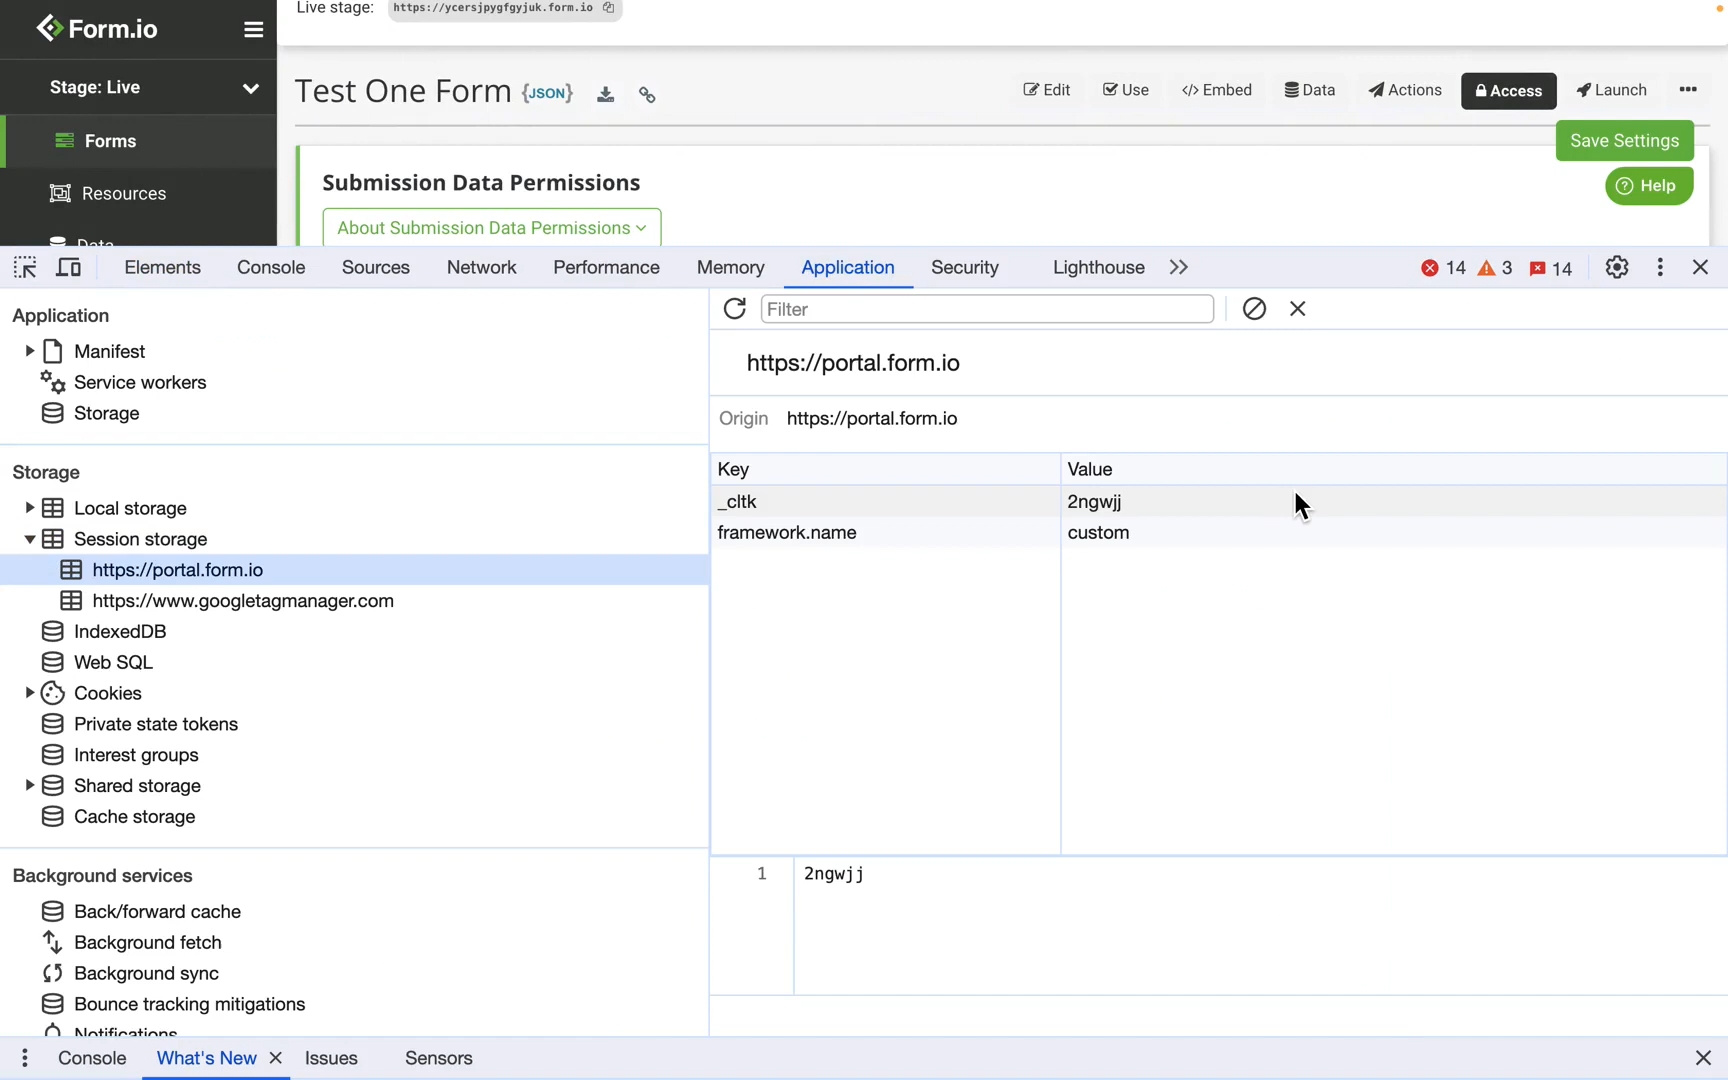 Form.io
Live stage: https://ycersjpygfgyjuk.form.io
Stage: Live
Test One Form {JSON}
Edit Use </> Embed Data Actions Access Launch
Save Settings
Forms
Submission Data Permissions
Help
Resources
About Submission Data Permissions
Data
Elements Console Sources Network Performance Memory Application Security Lighthouse 14 3 14
Application
Filter
Manifest
https://portal.form.io
Service workers
Storage
Origin https://portal.form.io
Storage
Key Value
_cltk 2ngwjj
Local storage
framework.name custom
Session storage
https://portal.form.io
https://www.googletagmanager.com
IndexedDB
Web SQL
Cookies
Private state tokens
Interest groups
Shared storage
Cache storage
Background services
1 2ngwjj
Back/forward cache
Background fetch
Background sync
Bounce tracking mitigations
Notifications
Console What's New Issues Sensors